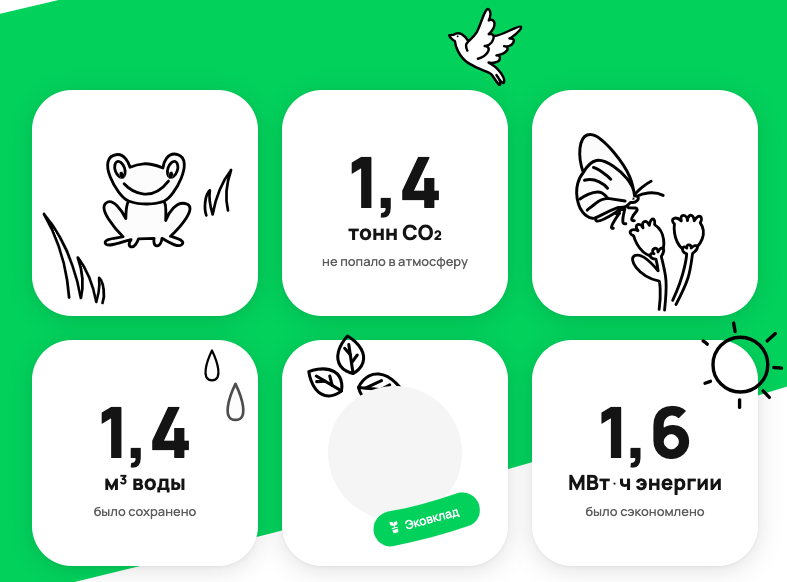 1,4
тонн CO₂
не попало в атмосферу
1,4
м³ воды
было сохранено
Эковклад
1,6
МВт·ч энергии
было сэкономлено